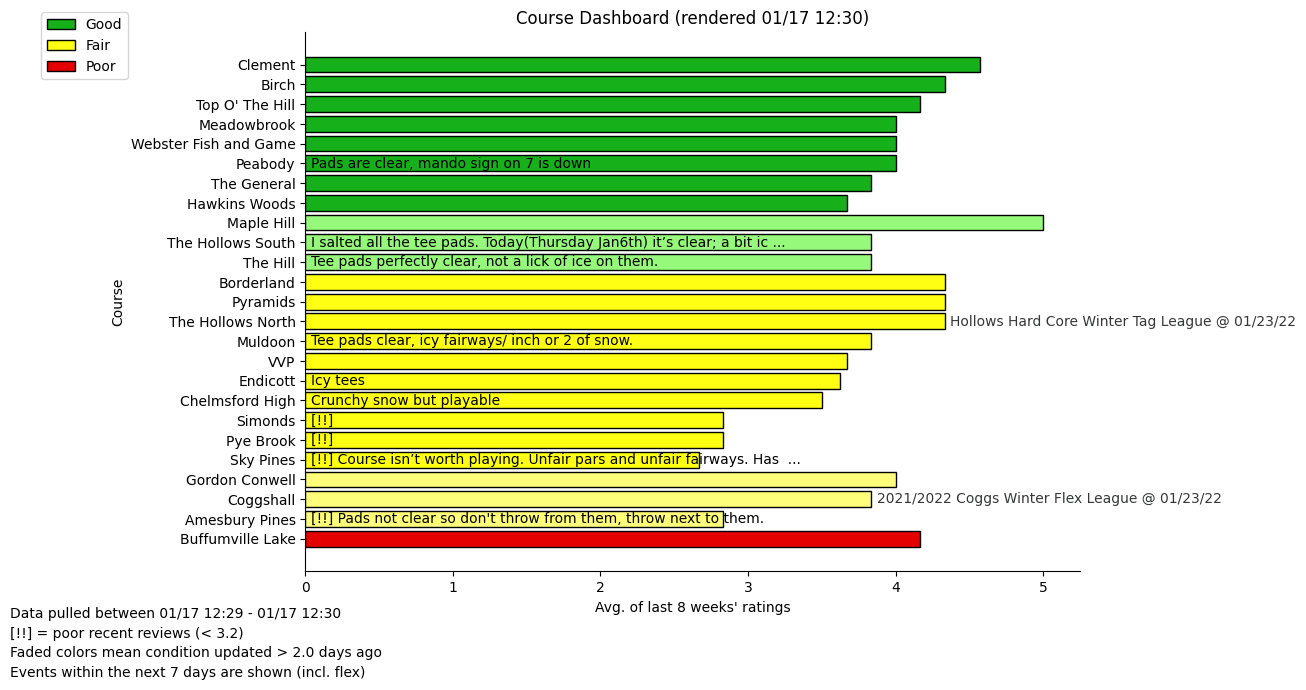 Course Dashboard (rendered 01/17 12:30)
Good
Fair
Poor
Course
Clement
Birch
Top O' The Hill
Meadowbrook
Webster Fish and Game
Peabody Pads are clear, mando sign on 7 is down
The General
Hawkins Woods
Maple Hill
The Hollows South I salted all the tee pads. Today(Thursday Jan6th) it’s clear; a bit ic ...
The Hill Tee pads perfectly clear, not a lick of ice on them.
Borderland
Pyramids
The Hollows North Hollows Hard Core Winter Tag League @ 01/23/22
Muldoon Tee pads clear, icy fairways/ inch or 2 of snow.
VVP
Endicott Icy tees
Chelmsford High Crunchy snow but playable
Simonds [!!]
Pye Brook [!!]
Sky Pines [!!] Course isn’t worth playing. Unfair pars and unfair fairways. Has  ...
Gordon Conwell
Coggshall 2021/2022 Coggs Winter Flex League @ 01/23/22
Amesbury Pines [!!] Pads not clear so don't throw from them, throw next to them.
Buffumville Lake
0 1 2 3 4 5
Avg. of last 8 weeks' ratings
Data pulled between 01/17 12:29 - 01/17 12:30
[!!] = poor recent reviews (< 3.2)
Faded colors mean condition updated > 2.0 days ago
Events within the next 7 days are shown (incl. flex)